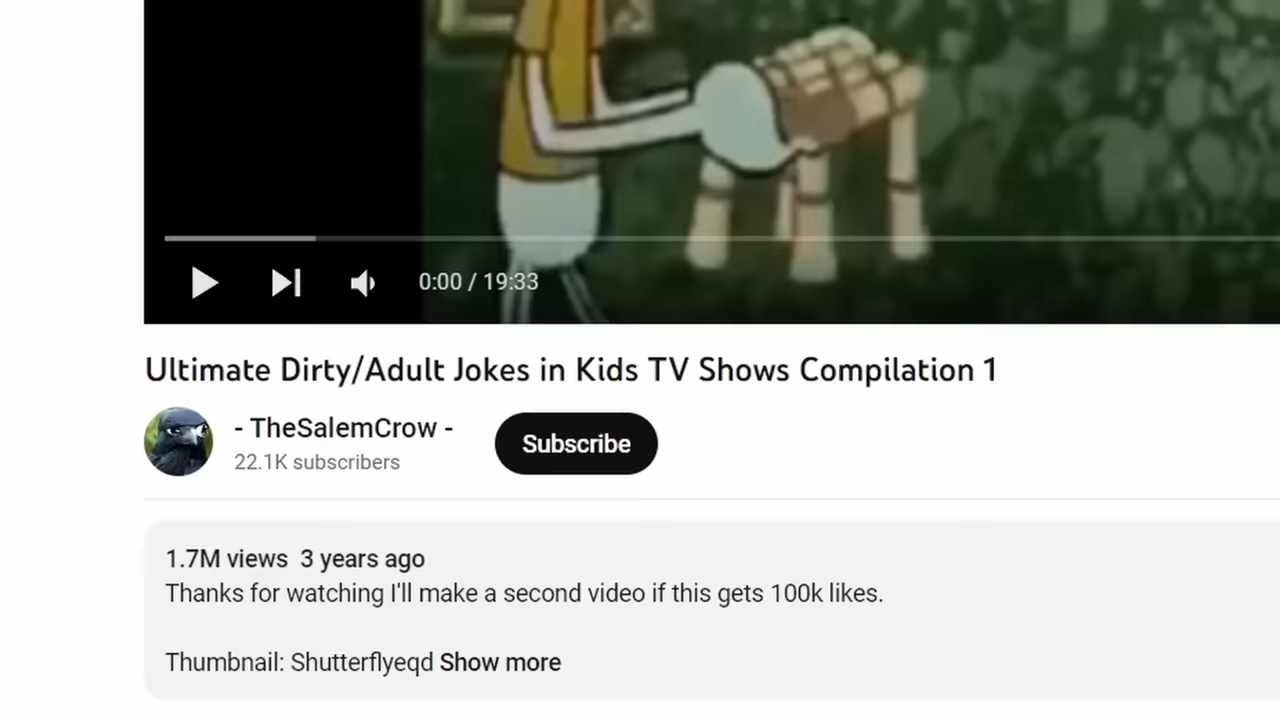 0:00 / 19:33
Ultimate Dirty/Adult Jokes in Kids TV Shows Compilation 1
- TheSalemCrow -
22.1K subscribers
Subscribe
1.7M views 3 years ago
Thanks for watching I'll make a second video if this gets 100k likes.
Thumbnail: Shutterflyeqd Show more